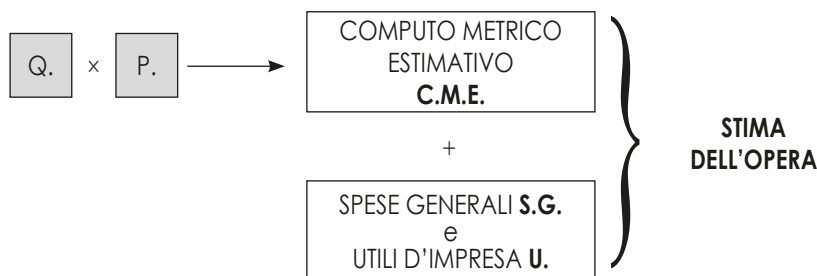 Q. × P.
COMPUTO METRICO
ESTIMATIVO
C.M.E.
+
SPESE GENERALI S.G.
e
UTILI D'IMPRESA U.
STIMA
DELL'OPERA